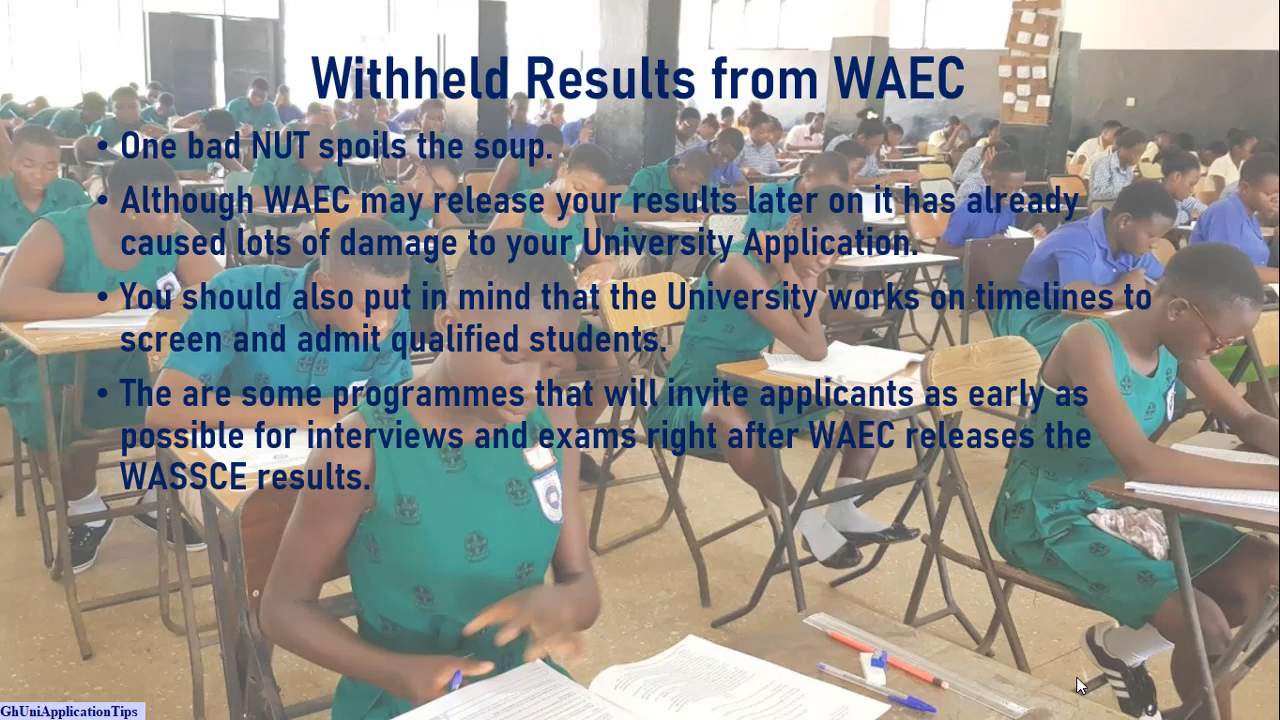 Withheld Results from WAEC
• One bad NUT spoils the soup.
• Although WAEC may release your results later on it has already
caused lots of damage to your University Application.
• You should also put in mind that the University works on timelines to
screen and admit qualified students.
• The are some programmes that will invite applicants as early as
possible for interviews and exams right after WAEC releases the
WASSCE results.
GhUniApplicationTips